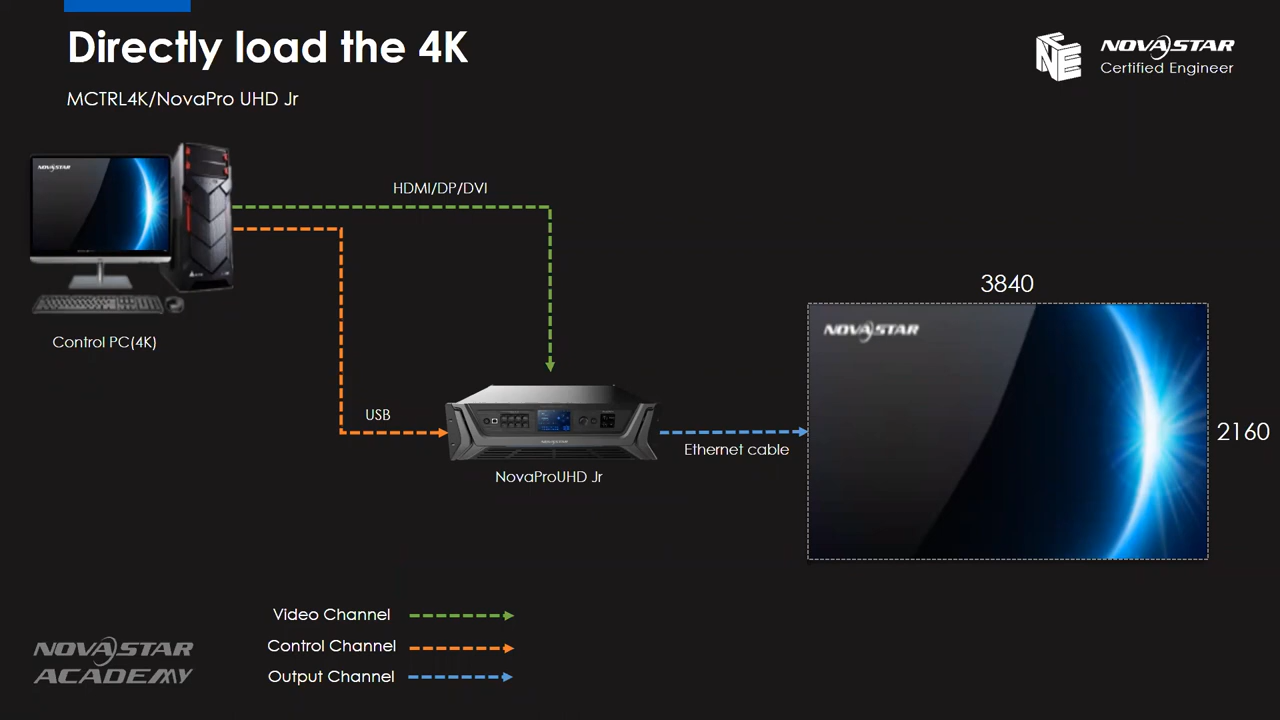 Directly load the 4K
NOVASTAR
Certified Engineer
MCTRL4K/NovaPro UHD Jr
NOVASTAR
HDMI/DP/DVI
3840
NOVASTAR
Control PC(4K)
USB
2160
Ethernet cable
NovaProUHD Jr
Video Channel
Control Channel
Output Channel
NOVASTAR
ACADEMY